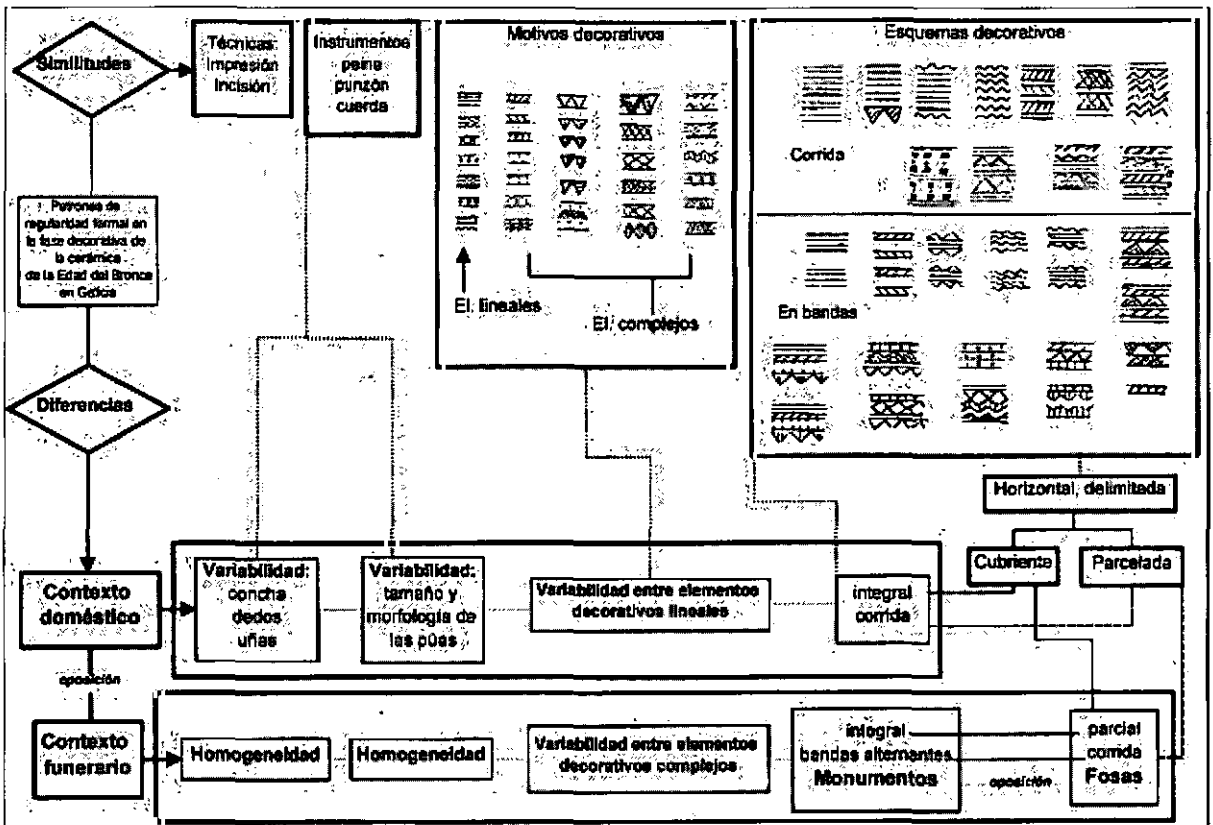 Similitudes
Técnicas:
Impresión
Incisión
Instrumentos
peine
punzón
cuerda
Motivos decorativos
El. lineales
El. complejos
Esquemas decorativos
Corrida
En bandas
Patrones de
regularidad formal en
la fase decorativa de
la cerámica
de la Edad del Bronce
en Galicia
Diferencias
Horizontal, delimitada
Cubriente
Parcelada
Contexto
doméstico
Variabilidad:
concha
dedos
uñas
Variabilidad:
tamaño y
morfología de
las púas
Variabilidad entre elementos
decorativos lineales
integral
corrida
oposición
Contexto
funerario
Homogeneidad
Homogeneidad
Variabilidad entre elementos
decorativos complejos
integral
bandas alternantes
Monumentos
oposición
parcial
corrida
Fosas